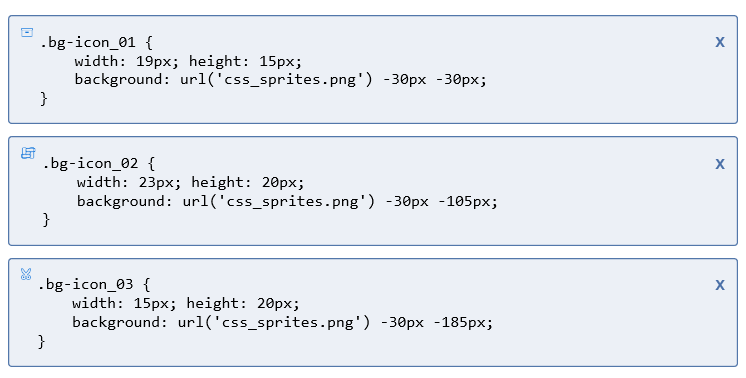 .bg-icon_01 {
X
width: 19px; height: 15px;
background: url('css_sprites.png') -30px -30px;
}
.bg-icon_02 {
X
width: 23px; height: 20px;
background: url('css_sprites.png') -30px -105px;
}
.bg-icon_03 {
X
width: 15px; height: 20px;
background: url('css_sprites.png') -30px -185px;
}